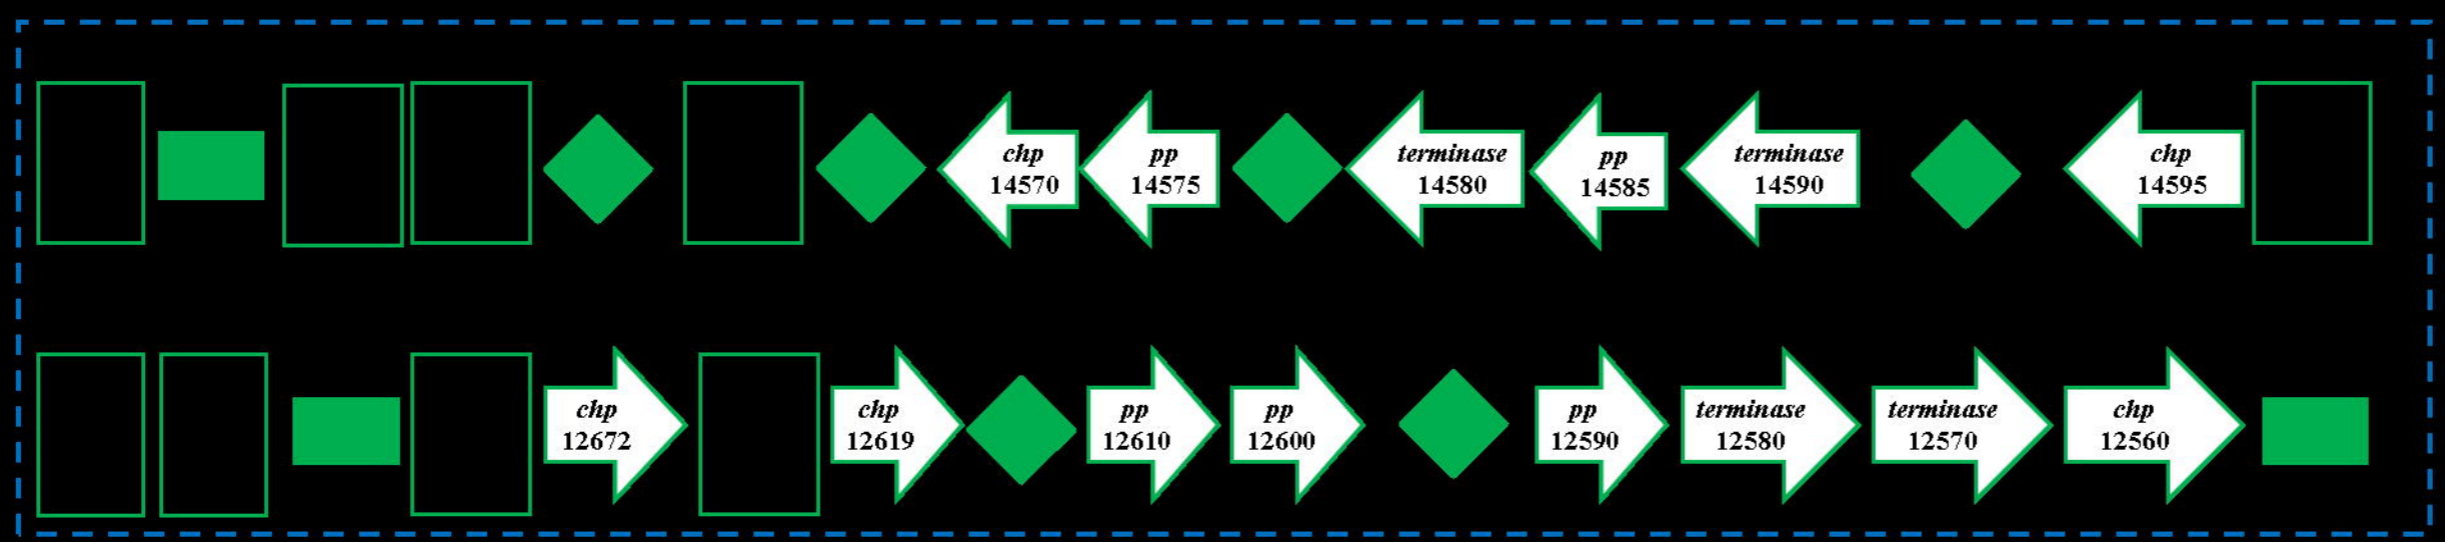 chp
14570
pp
14575
terminase
14580
pp
14585
terminase
14590
chp
14595
chp
12672
chp
12619
pp
12610
pp
12600
pp
12590
terminase
12580
terminase
12570
chp
12560